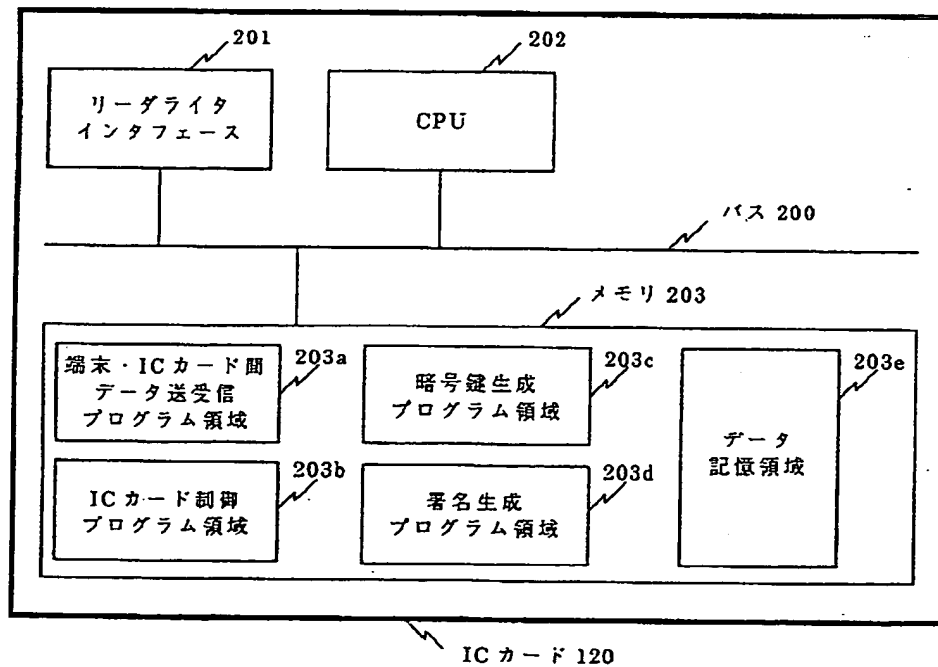 201
202
リーダライタ
インタフェース
CPU
バス 200
メモリ 203
端末・ICカード間
データ送受信
プログラム領域
203a
暗号鍵生成
プログラム領域
203c
データ
記憶領域
203e
ICカード制御
プログラム領域
203b
署名生成
プログラム領域
203d
ICカード 120